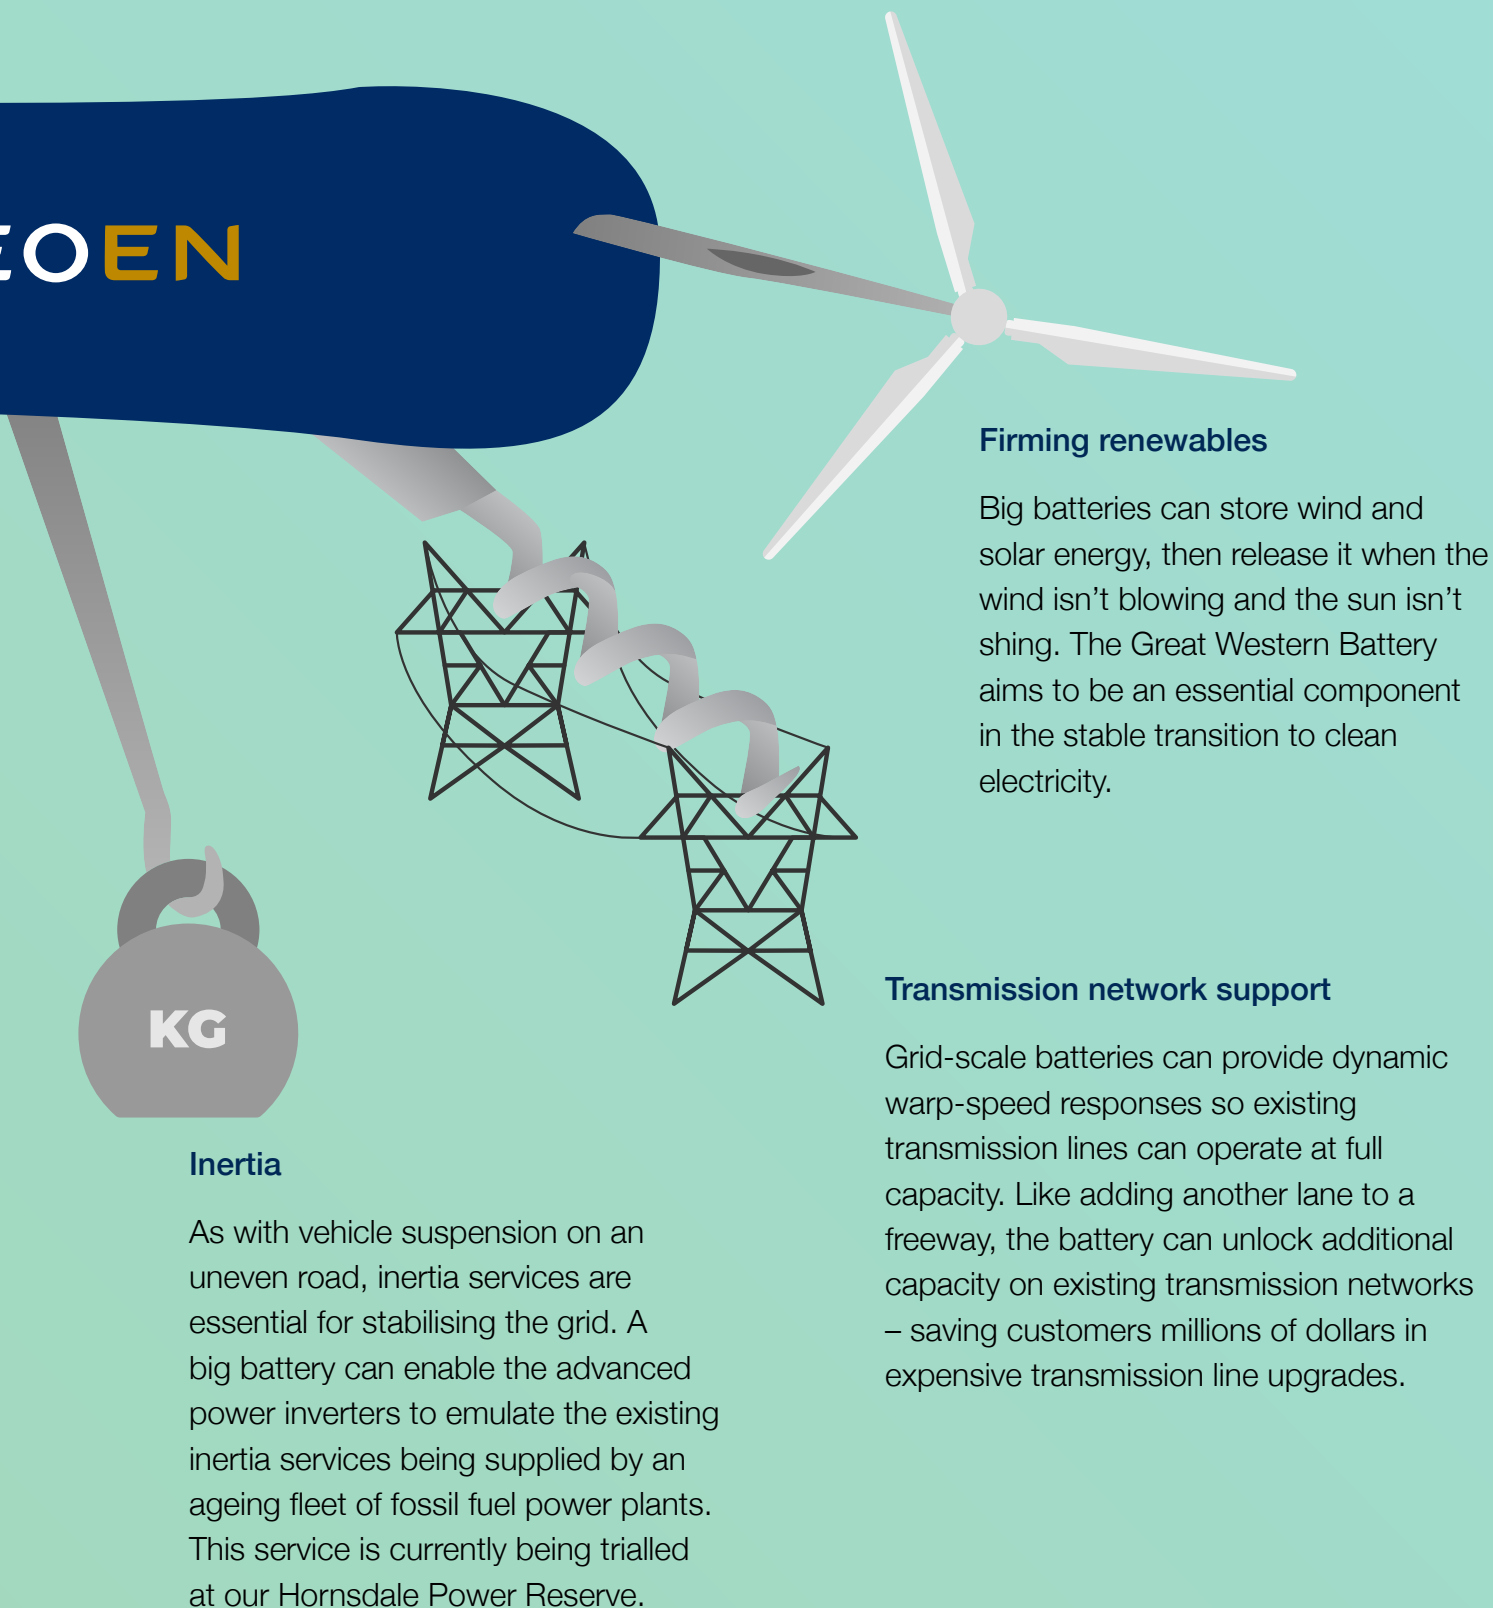 EOEN
Firming renewables
Big batteries can store wind and
solar energy, then release it when the
wind isn't blowing and the sun isn't
shing. The Great Western Battery
aims to be an essential component
in the stable transition to clean
electricity.
KG
Transmission network support
Grid-scale batteries can provide dynamic
warp-speed responses so existing
transmission lines can operate at full
capacity. Like adding another lane to a
freeway, the battery can unlock additional
capacity on existing transmission networks
– saving customers millions of dollars in
expensive transmission line upgrades.
Inertia
As with vehicle suspension on an
uneven road, inertia services are
essential for stabilising the grid. A
big battery can enable the advanced
power inverters to emulate the existing
inertia services being supplied by an
ageing fleet of fossil fuel power plants.
This service is currently being trialled
at our Hornsdale Power Reserve.